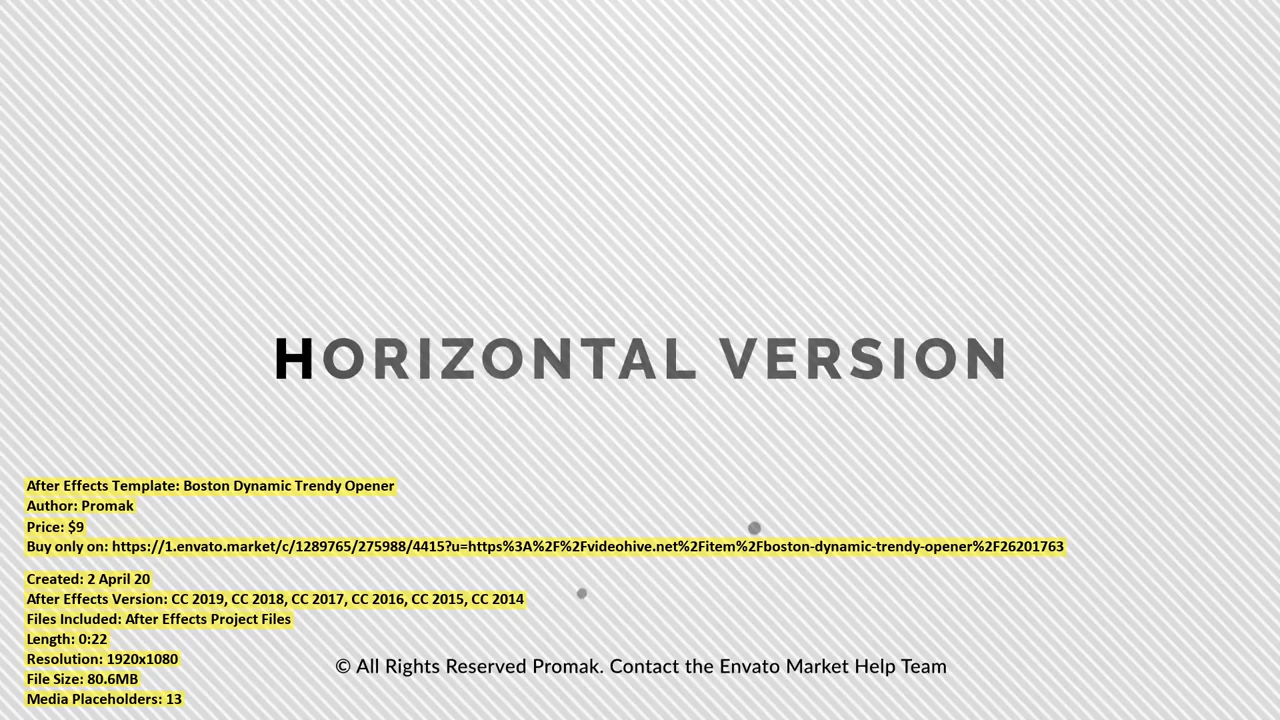 HORIZONTAL VERSION
After Effects Template: Boston Dynamic Trendy Opener
Author: Promak
Price: $9
Buy only on: https://1.envato.market/c/1289765/275988/4415?u=https%3A%2F%2Fvideohive.net%2Fitem%2Fboston-dynamic-trendy-opener%2F26201763
Created: 2 April 20
After Effects Version: CC 2019, CC 2018, CC 2017, CC 2016, CC 2015, CC 2014
Files Included: After Effects Project Files
Length: 0:22
Resolution: 1920x1080
© All Rights Reserved Promak. Contact the Envato Market Help Team
File Size: 80.6MB
Media Placeholders: 13